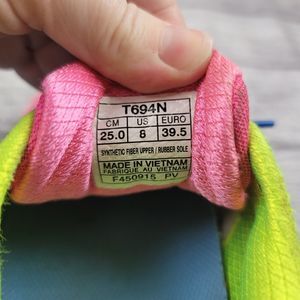 T694N
CM US EURO
25.0 8 39.5
SYNTHETIC FIBER UPPER / RUBBER SOLE
MADE IN VIETNAM
FABRIQUE AU VIETNAM
F450915 PV